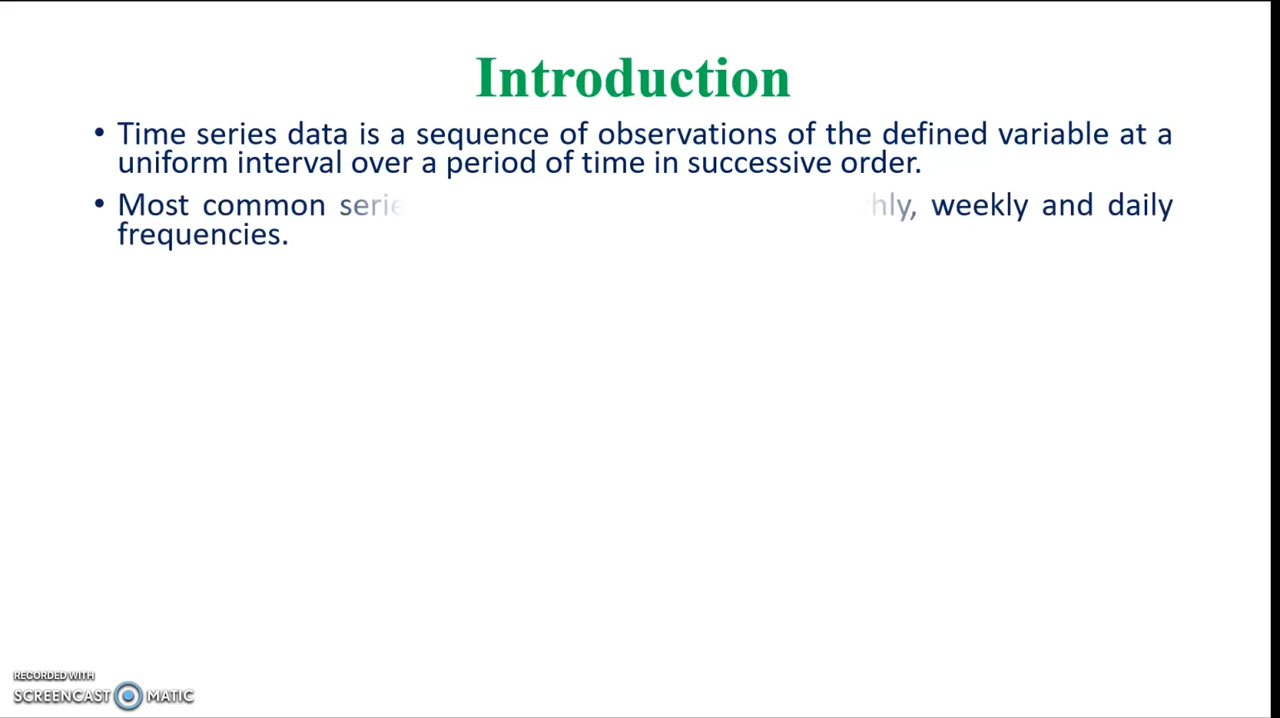 Introduction
• Time series data is a sequence of observations of the defined variable at a
uniform interval over a period of time in successive order.
• Most common weekly and daily
frequencies.
RECORDED WITH
SCREENCAST MATIC